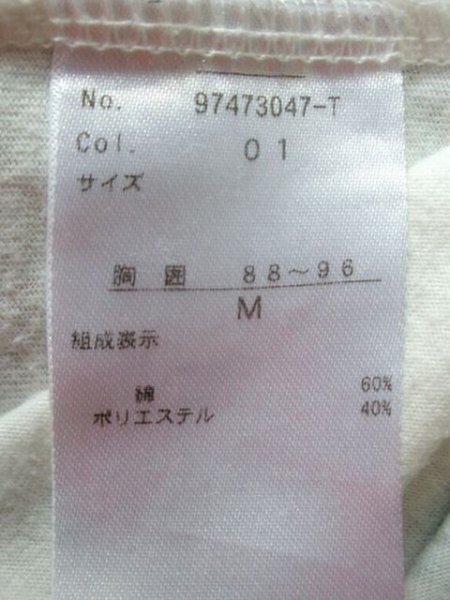 No. 97473047-T
Col. 01
サイズ
胸囲 88～96
M
組成表示
綿 60%
ポリエステル 40%